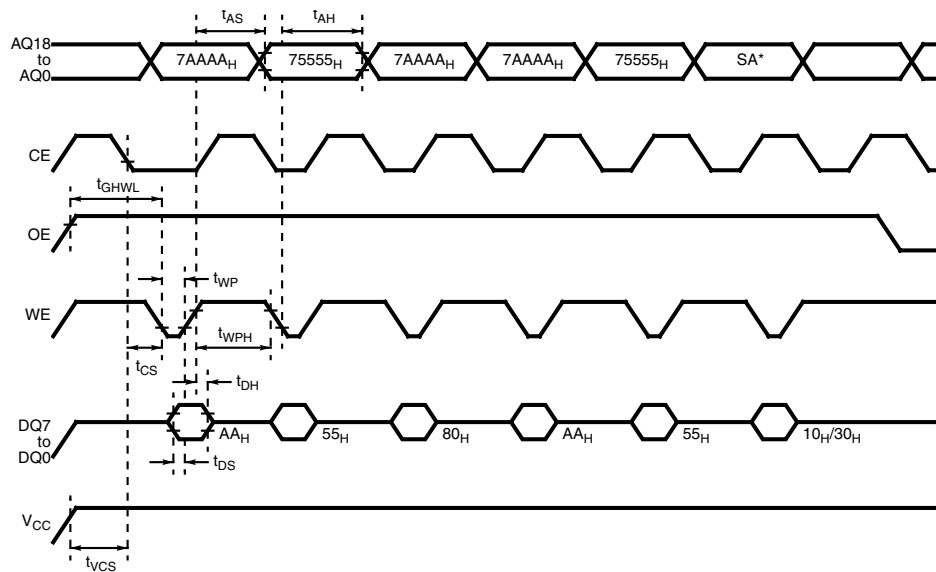 tAS tAH
AQ18
to
AQ0
7AAAAH 75555H 7AAAAH 7AAAAH 75555H SA*
CE
tGHWL
OE
tWP
WE
tWPH
tCS
tDH
DQ7
to
DQ0
AAH 55H 80H AAH 55H 10H/30H
tDS
VCC
tVCS